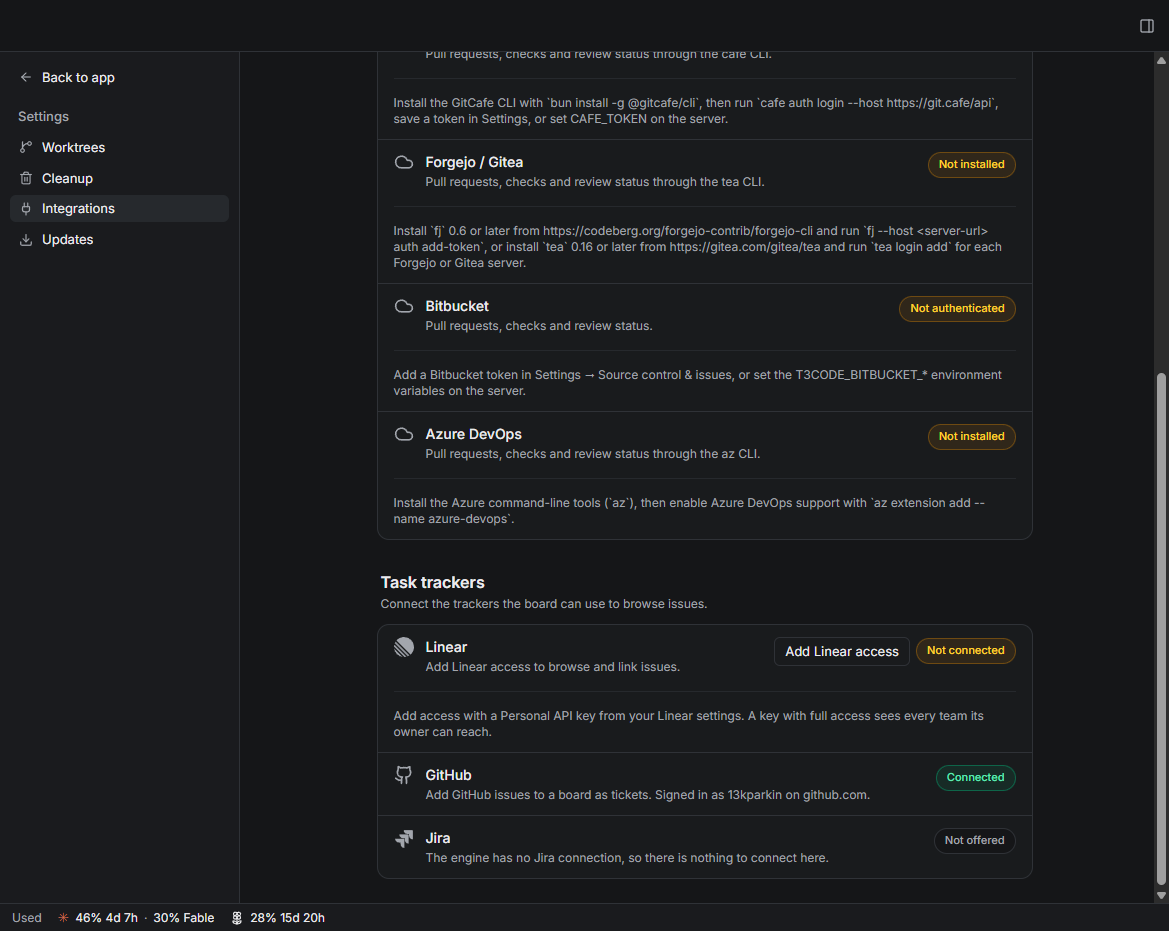 Back to app
Settings
Worktrees
Cleanup
Integrations
Updates
Pull requests, checks and review status through the cafe CLI.
Install the GitCafe CLI with `bun install -g @gitcafe/cli`, then run `cafe auth login --host https://git.cafe/api`,
save a token in Settings, or set CAFE_TOKEN on the server.
Forgejo / Gitea
Not installed
Pull requests, checks and review status through the tea CLI.
Install `fj` 0.6 or later from https://codeberg.org/forgejo-contrib/forgejo-cli and run `fj --host <server-url>
auth add-token`, or install `tea` 0.16 or later from https://gitea.com/gitea/tea and run `tea login add` for each
Forgejo or Gitea server.
Bitbucket
Not authenticated
Pull requests, checks and review status.
Add a Bitbucket token in Settings → Source control & issues, or set the T3CODE_BITBUCKET_* environment
variables on the server.
Azure DevOps
Not installed
Pull requests, checks and review status through the az CLI.
Install the Azure command-line tools (`az`), then enable Azure DevOps support with `az extension add --
name azure-devops`.
Task trackers
Connect the trackers the board can use to browse issues.
Linear
Add Linear access
Not connected
Add Linear access to browse and link issues.
Add access with a Personal API key from your Linear settings. A key with full access sees every team its
owner can reach.
GitHub
Connected
Add GitHub issues to a board as tickets. Signed in as 13kparkin on github.com.
Jira
Not offered
The engine has no Jira connection, so there is nothing to connect here.
Used 46% 4d 7h · 30% Fable 28% 15d 20h